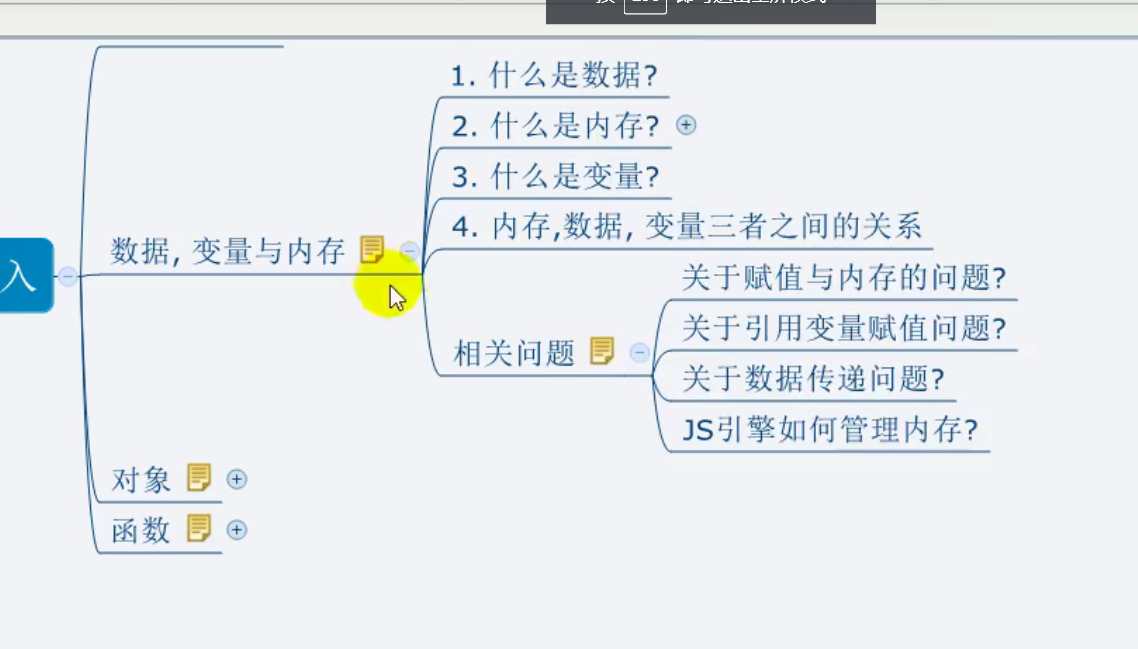 1. 什么是数据?
2. 什么是内存?
3. 什么是变量?
4. 内存,数据, 变量三者之间的关系
数据, 变量与内存
关于赋值与内存的问题?
关于引用变量赋值问题?
相关问题
关于数据传递问题?
JS引擎如何管理内存?
入
对象
函数